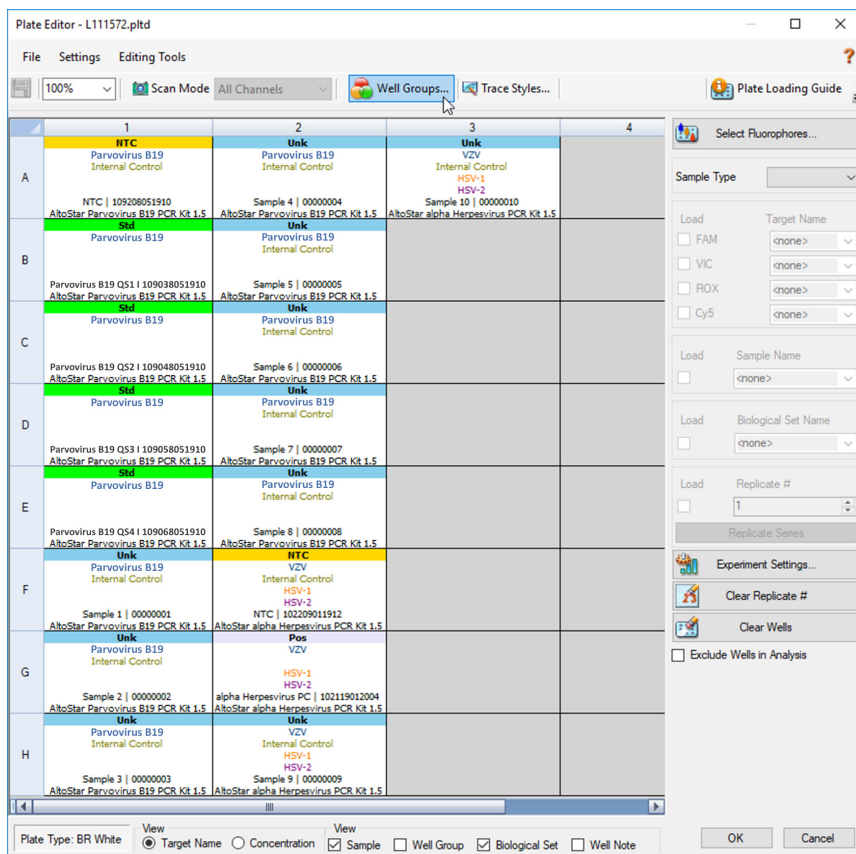 Plate Editor - L111572.pltd
File Settings Editing Tools ?
100% Scan Mode All Channels Well Groups... Trace Styles... Plate Loading Guide
1 2 3 4
A
NTC
Parvovirus B19
Internal Control
NTC | 109208051910
AltoStar Parvovirus B19 PCR Kit 1.5
Unk
Parvovirus B19
Internal Control
Sample 4 | 00000004
AltoStar Parvovirus B19 PCR Kit 1.5
Unk
VZV
Internal Control
HSV-1
HSV-2
Sample 10 | 00000010
AltoStar alpha Herpesvirus PCR Kit 1.5
B
Std
Parvovirus B19
Parvovirus B19 QS1 I 109038051910
AltoStar Parvovirus B19 PCR Kit 1.5
Unk
Parvovirus B19
Internal Control
Sample 5 | 00000005
AltoStar Parvovirus B19 PCR Kit 1.5
C
Std
Parvovirus B19
Parvovirus B19 QS2 I 109048051910
AltoStar Parvovirus B19 PCR Kit 1.5
Unk
Parvovirus B19
Internal Control
Sample 6 | 00000006
AltoStar Parvovirus B19 PCR Kit 1.5
D
Std
Parvovirus B19
Parvovirus B19 QS3 I 109058051910
AltoStar Parvovirus B19 PCR Kit 1.5
Unk
Parvovirus B19
Internal Control
Sample 7 | 00000007
AltoStar Parvovirus B19 PCR Kit 1.5
E
Std
Parvovirus B19
Parvovirus B19 QS4 I 109068051910
AltoStar Parvovirus B19 PCR Kit 1.5
Unk
Parvovirus B19
Internal Control
Sample 8 | 00000008
AltoStar Parvovirus B19 PCR Kit 1.5
F
Unk
Parvovirus B19
Internal Control
Sample 1 | 00000001
AltoStar Parvovirus B19 PCR Kit 1.5
NTC
VZV
Internal Control
HSV-1
HSV-2
NTC | 102209011912
AltoStar alpha Herpesvirus PCR Kit 1.5
G
Unk
Parvovirus B19
Internal Control
Sample 2 | 00000002
AltoStar Parvovirus B19 PCR Kit 1.5
Pos
VZV
HSV-1
HSV-2
alpha Herpesvirus PC | 102119012004
AltoStar alpha Herpesvirus PCR Kit 1.5
H
Unk
Parvovirus B19
Internal Control
Sample 3 | 00000003
AltoStar Parvovirus B19 PCR Kit 1.5
Unk
VZV
Internal Control
HSV-1
HSV-2
Sample 9 | 00000009
AltoStar alpha Herpesvirus PCR Kit 1.5
Select Fluorophores...
Sample Type
Load Target Name
FAM <none>
VIC <none>
ROX <none>
Cy5 <none>
Load Sample Name
<none>
Load Biological Set Name
<none>
Load Replicate #
1
Replicate Series
Experiment Settings...
Clear Replicate #
Clear Wells
Exclude Wells in Analysis
Plate Type: BR White
View
Target Name Concentration
View
Sample Well Group Biological Set Well Note
OK Cancel